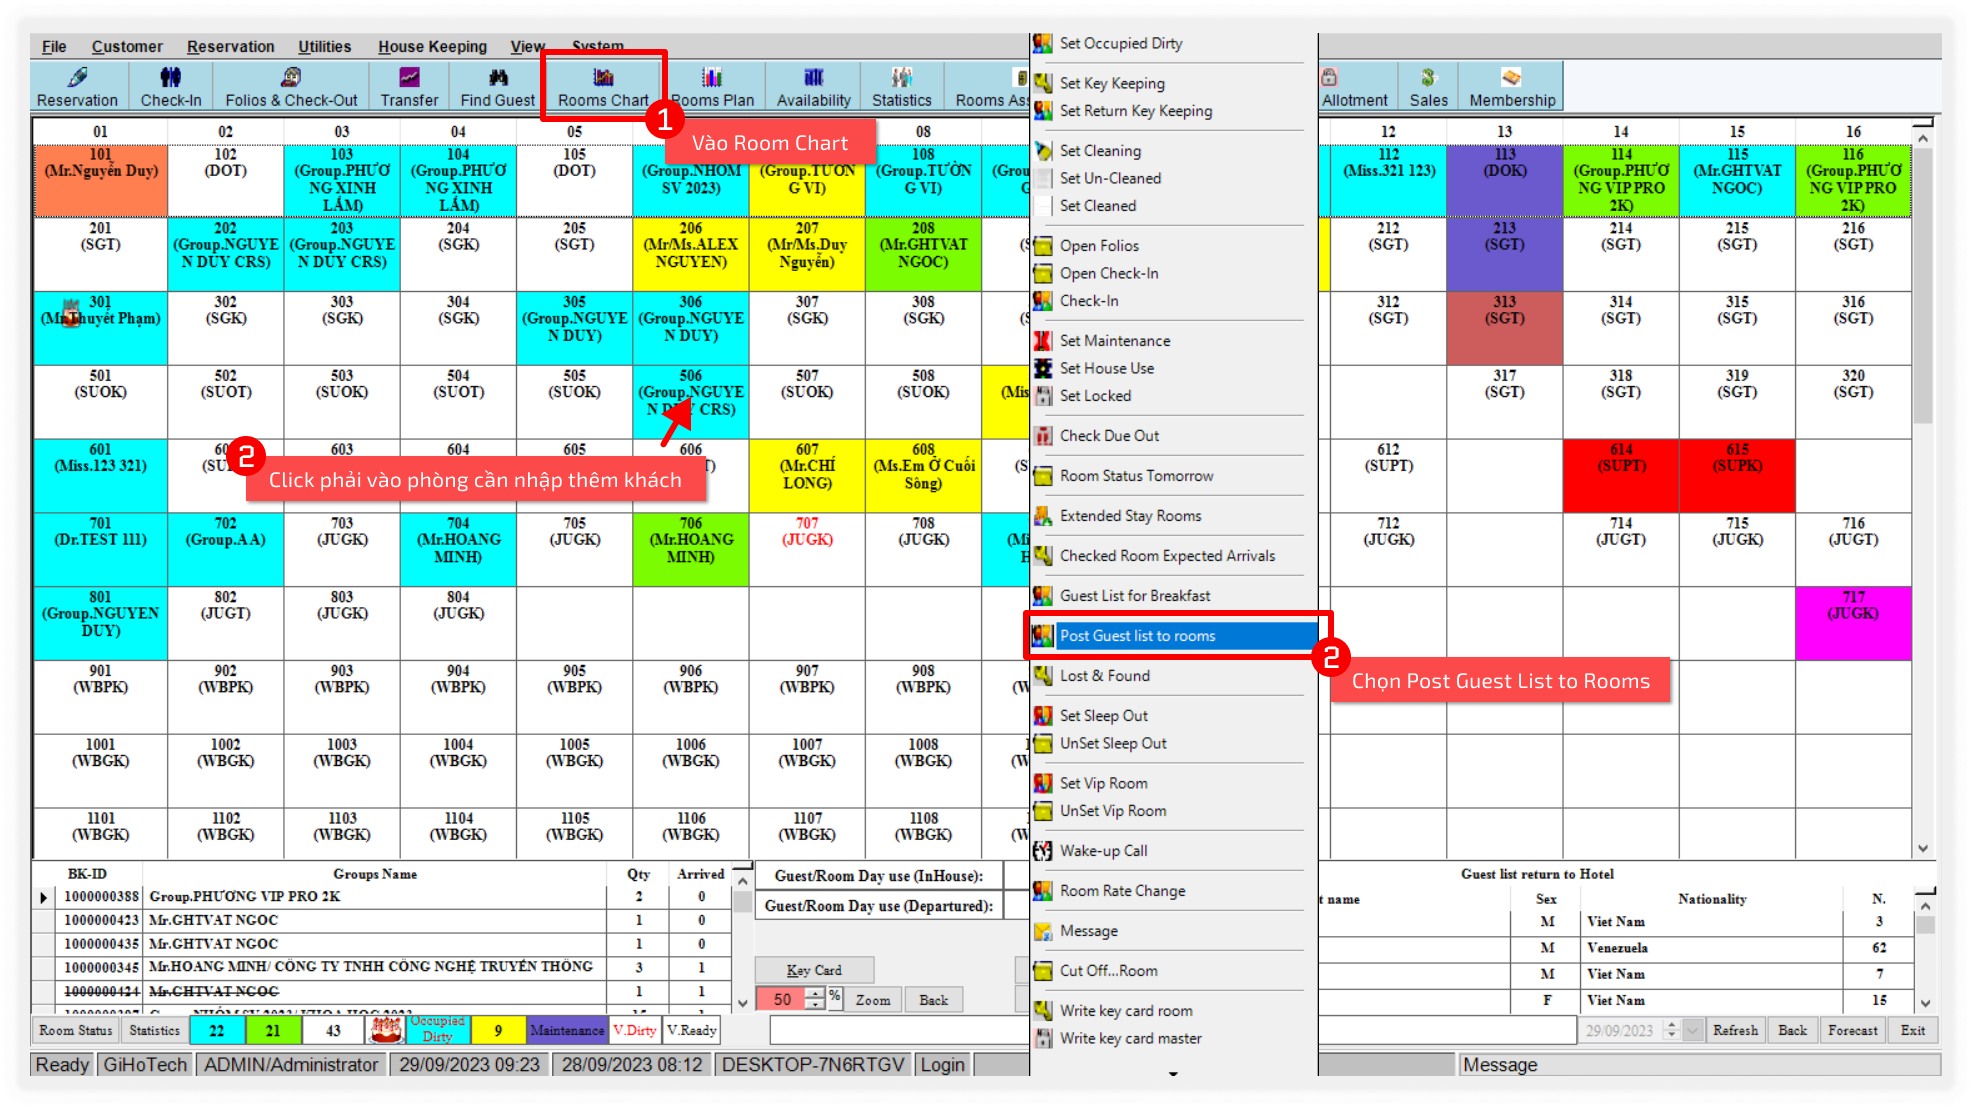 File Customer Reservation Utilities House Keeping View System
Reservation Check-In Folios & Check-Out Transfer Find Guest Rooms Chart Rooms Plan Availability Statistics Rooms Allotment Sales Membership
1
Vào Room Chart
01 02 03 04 05 08 12 13 14 15 16
101 (Mr.Nguyễn Duy)
102 (DOT)
103 (Group.PHƯƠNG XINH LẮM)
104 (Group.PHƯƠNG XINH LẮM)
105 (DOT)
(Group.NHÓM SV 2023)
(Group.TƯỜNG VI)
108 (Group.TƯỜNG VI)
112 (Miss.321 123)
113 (DOK)
114 (Group.PHƯƠNG VIP PRO 2K)
115 (Mr.GHTVAT NGOC)
116 (Group.PHƯƠNG VIP PRO 2K)
201 (SGT)
202 (Group.NGUYEN DUY CRS)
203 (Group.NGUYEN DUY CRS)
204 (SGK)
205 (SGT)
206 (Mr/Ms.ALEX NGUYEN)
207 (Mr/Ms.Duy Nguyễn)
208 (Mr.GHTVAT NGOC)
212 (SGT)
213 (SGT)
214 (SGT)
215 (SGT)
216 (SGT)
301 (Mr.Thuyết Phạm)
302 (SGK)
303 (SGK)
304 (SGK)
305 (Group.NGUYEN DUY)
306 (Group.NGUYEN DUY)
307 (SGK)
308 (SGK)
312 (SGT)
313 (SGT)
314 (SGT)
315 (SGT)
316 (SGT)
501 (SUOK)
502 (SUOT)
503 (SUOK)
504 (SUOT)
505 (SUOK)
506 (Group.NGUYEN DUY CRS)
507 (SUOK)
508 (SUOK)
317 (SGT)
318 (SGT)
319 (SGT)
320 (SGT)
601 (Miss.123 321)
603
604
605
606
607 (Mr.CHÍ LONG)
608 (Ms.Em Ở Cuối Sông)
612 (SUPT)
614 (SUPT)
615 (SUPK)
2
Click phải vào phòng cần nhập thêm khách
701 (Dr.TEST 111)
702 (Group.AA)
703 (JUGK)
704 (Mr.HOANG MINH)
705 (JUGK)
706 (Mr.HOANG MINH)
707 (JUGK)
708 (JUGK)
712 (JUGK)
714 (JUGT)
715 (JUGK)
716 (JUGT)
801 (Group.NGUYEN DUY)
802 (JUGT)
803 (JUGK)
804 (JUGK)
717 (JUGK)
901 (WBPK)
902 (WBPK)
903 (WBPK)
904 (WBPK)
905 (WBPK)
906 (WBPK)
907 (WBPK)
908 (WBPK)
1001 (WBGK)
1002 (WBGK)
1003 (WBGK)
1004 (WBGK)
1005 (WBGK)
1006 (WBGK)
1007 (WBGK)
1008 (WBGK)
1101 (WBGK)
1102 (WBGK)
1103 (WBGK)
1104 (WBGK)
1105 (WBGK)
1106 (WBGK)
1107 (WBGK)
1108 (WBGK)
Set Occupied Dirty
Set Key Keeping
Set Return Key Keeping
Set Cleaning
Set Un-Cleaned
Set Cleaned
Open Folios
Open Check-In
Check-In
Set Maintenance
Set House Use
Set Locked
Check Due Out
Room Status Tomorrow
Extended Stay Rooms
Checked Room Expected Arrivals
Guest List for Breakfast
Post Guest list to rooms
2
Chọn Post Guest List to Rooms
Lost & Found
Set Sleep Out
UnSet Sleep Out
Set Vip Room
UnSet Vip Room
Wake-up Call
Room Rate Change
Message
Cut Off...Room
Write key card room
Write key card master
BK-ID Groups Name Qty Arrived
1000000388 Group.PHƯƠNG VIP PRO 2K 2 0
1000000423 Mr.GHTVAT NGOC 1 0
1000000435 Mr.GHTVAT NGOC 1 0
1000000345 Mr.HOANG MINH/ CÔNG TY TNHH CÔNG NGHỆ TRUYỀN THÔNG 3 1
1000000424 Mr.GHTVAT NGOC 1 1
Guest/Room Day use (InHouse):
Guest/Room Day use (Departured):
Key Card
50 % Zoom Back
Guest list return to Hotel
t name Sex Nationality N.
M Viet Nam 3
M Venezuela 62
M Viet Nam 7
F Viet Nam 15
Room Status Statistics 22 21 43 Occupied Dirty 9 Maintenance V.Dirty V.Ready
29/09/2023 Refresh Back Forecast Exit
Ready GiHoTech ADMIN/Administrator 29/09/2023 09:23 28/09/2023 08:12 DESKTOP-7N6RTGV Login Message